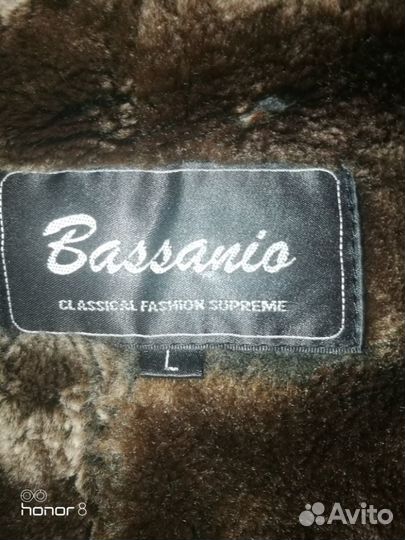 Bassanio
CLASSICAL FASHION SUPREME
L
honor 8
Avito